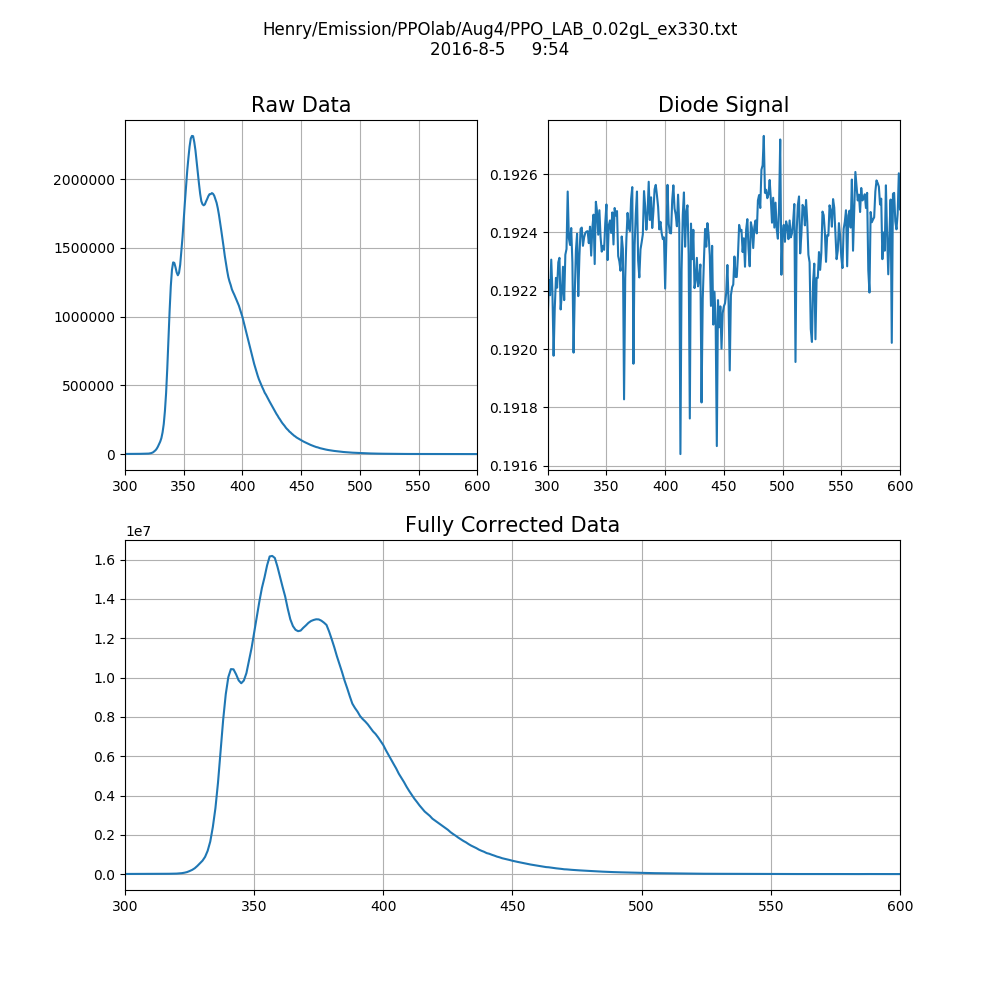 Henry/Emission/PPOlab/Aug4/PPO_LAB_0.02gL_ex330.txt
2016-8-5 9:54
Raw Data
2000000
1500000
1000000
500000
0
300 350 400 450 500 550 600
Diode Signal
0.1926
0.1924
0.1922
0.1920
0.1918
0.1916
300 350 400 450 500 550 600
Fully Corrected Data
1e7
1.6
1.4
1.2
1.0
0.8
0.6
0.4
0.2
0.0
300 350 400 450 500 550 600